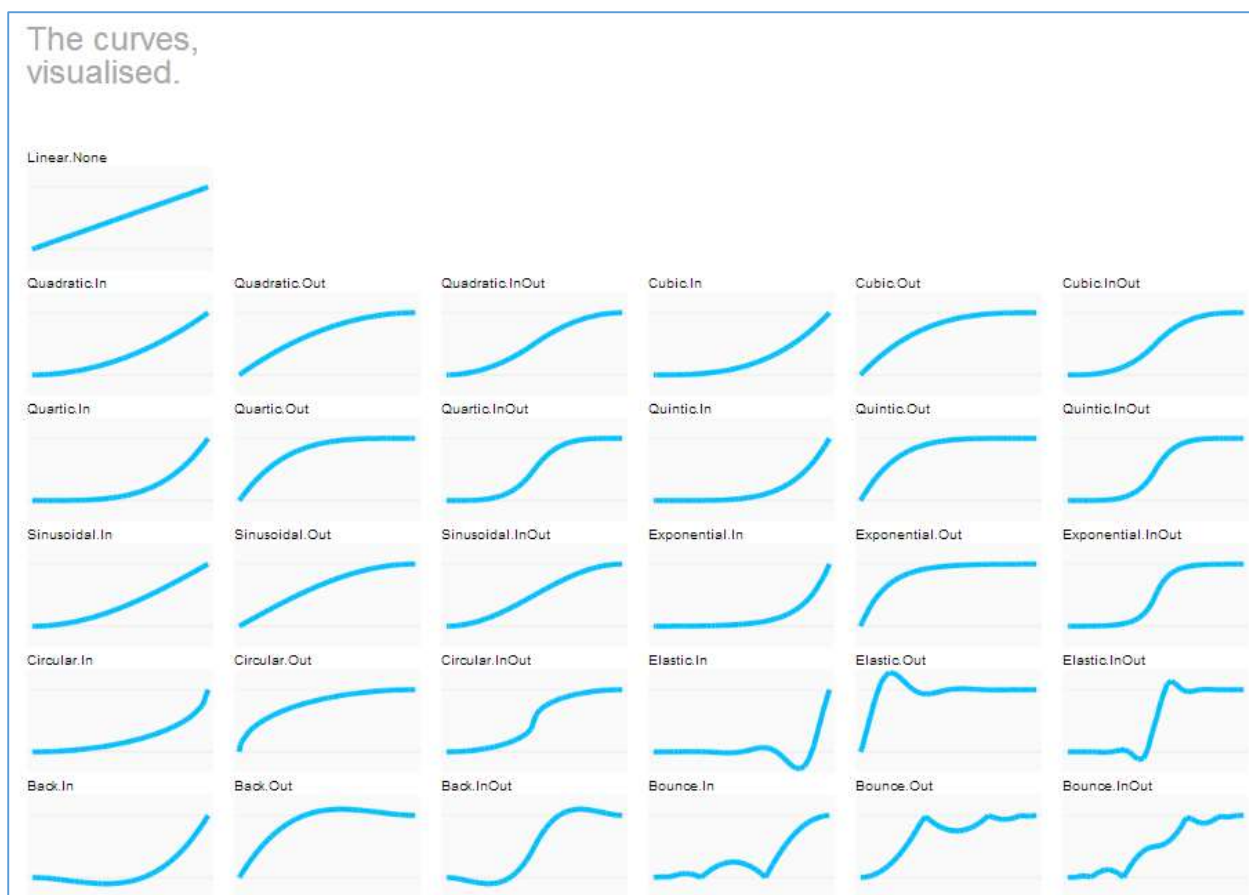 The curves,
visualised.
Linear.None
Quadratic.In Quadratic.Out Quadratic.InOut Cubic.In Cubic.Out Cubic.InOut
Quartic.In Quartic.Out Quartic.InOut Quintic.In Quintic.Out Quintic.InOut
Sinusoidal.In Sinusoidal.Out Sinusoidal.InOut Exponential.In Exponential.Out Exponential.InOut
Circular.In Circular.Out Circular.InOut Elastic.In Elastic.Out Elastic.InOut
Back.In Back.Out Back.InOut Bounce.In Bounce.Out Bounce.InOut